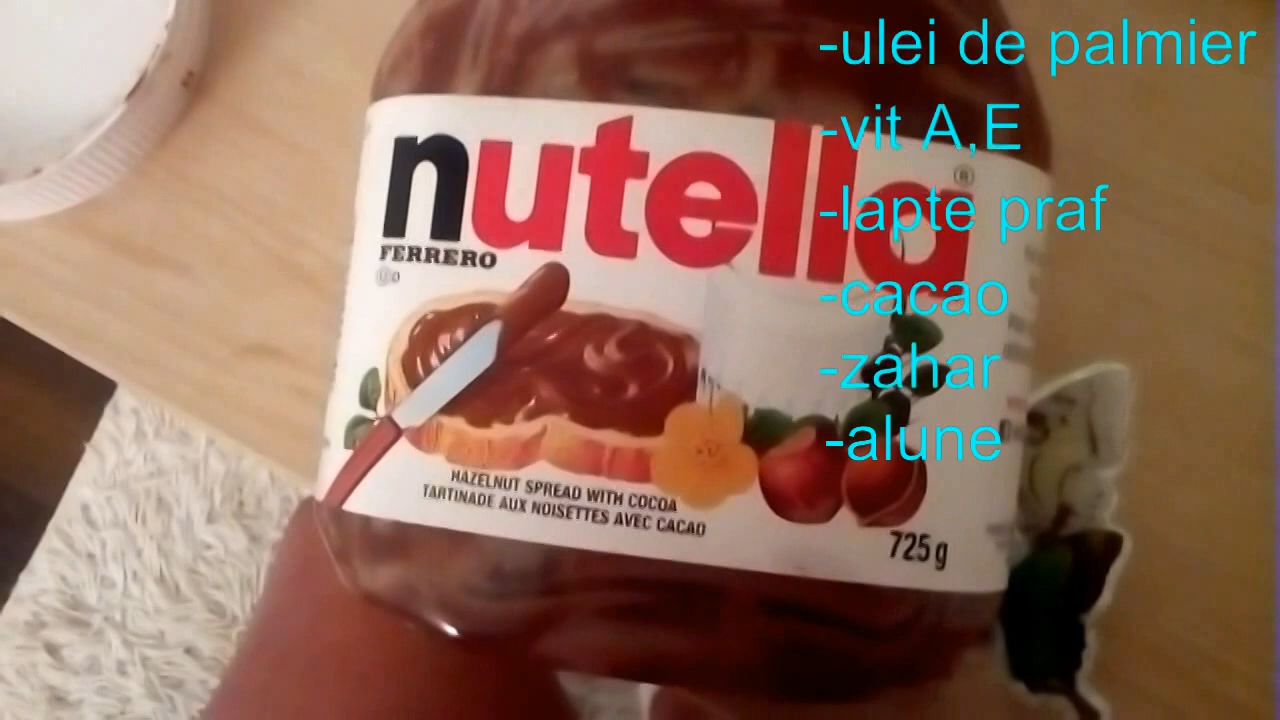 nutella
®
FERRERO
HAZELNUT SPREAD WITH COCOA
TARTINADE AUX NOISETTES AVEC CACAO
725 g
-ulei de palmier
-vit A,E
-lapte praf
-cacao
-zahar
-alune